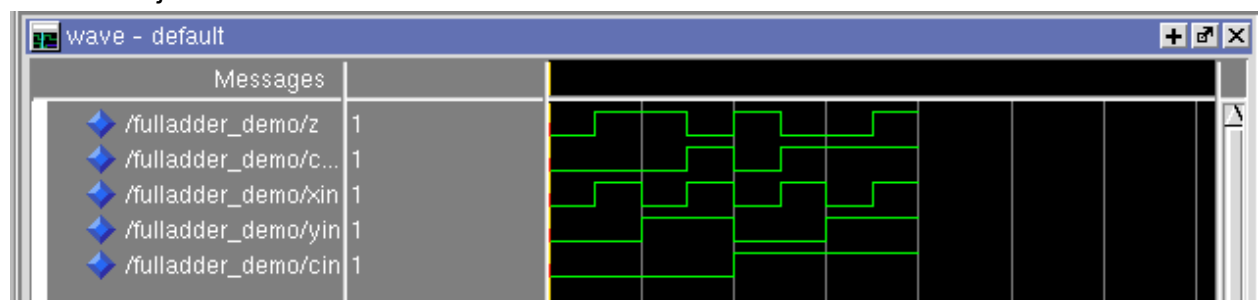 wave - default
Messages
/fulladder_demo/z 1
/fulladder_demo/c... 1
/fulladder_demo/xin 1
/fulladder_demo/yin 1
/fulladder_demo/cin 1